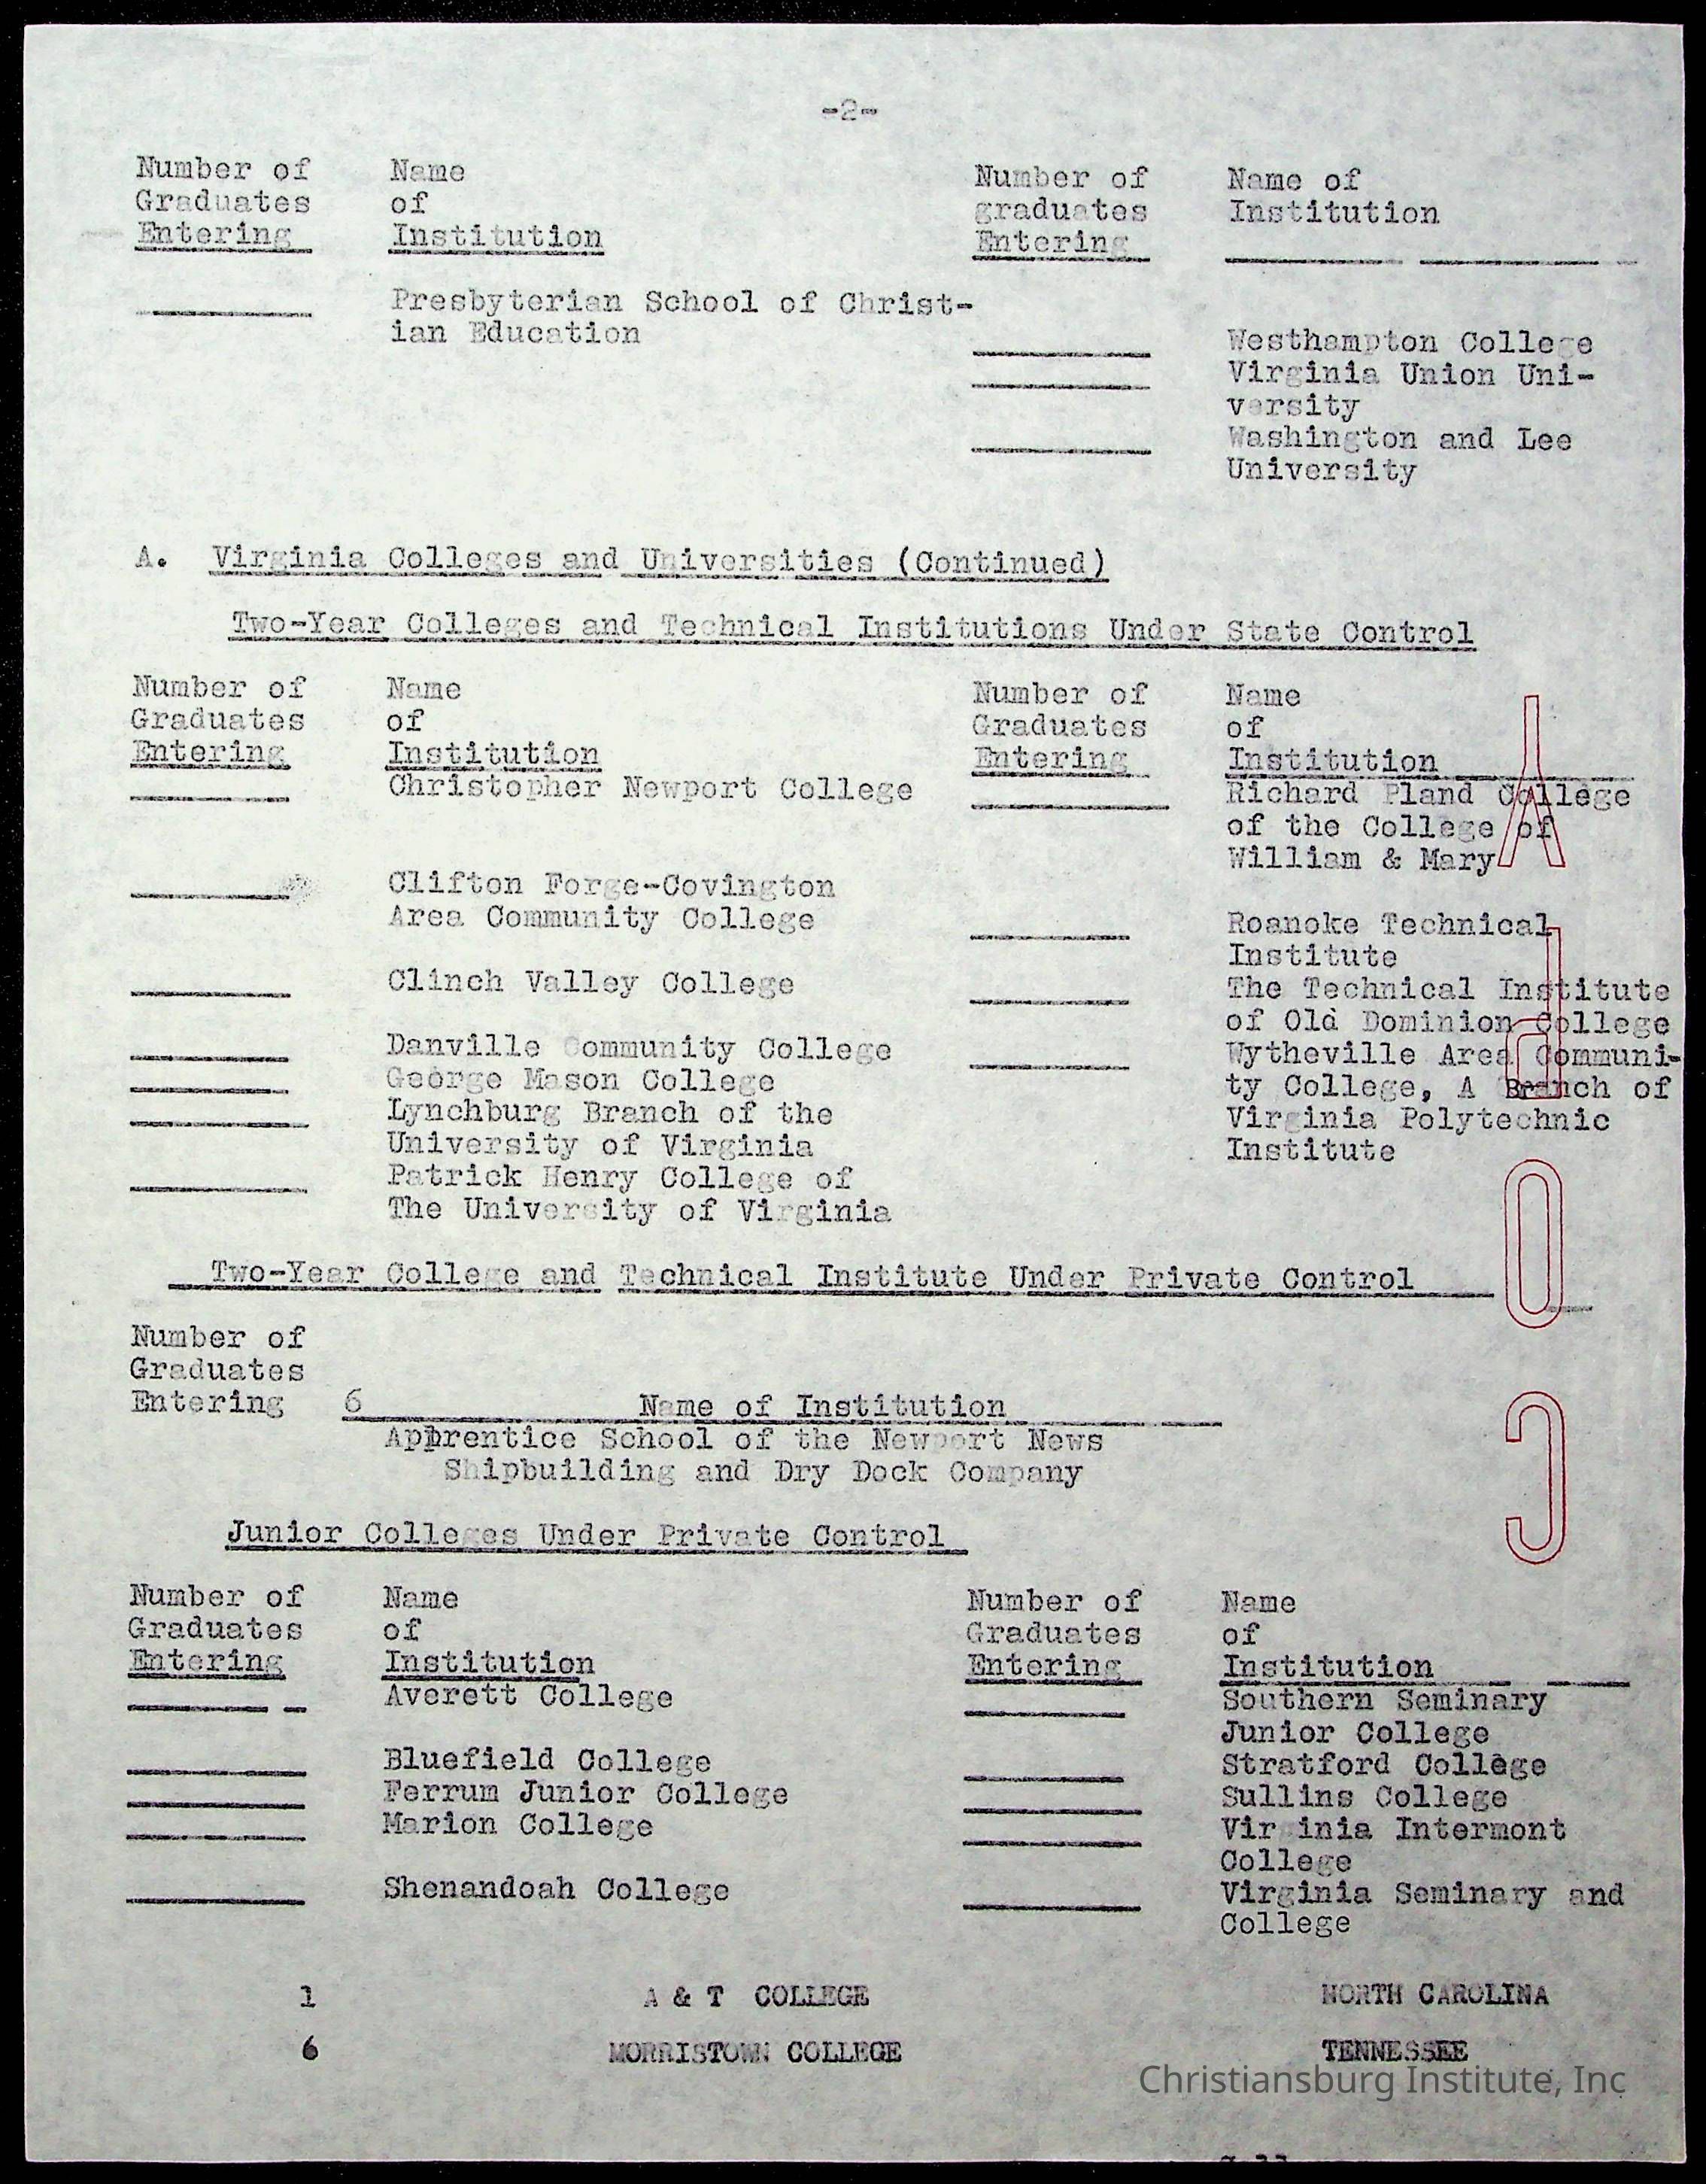 -2-
Number of Name Number of Name of
Graduates of graduates Institution
Entering Institution Entering
Presbyterian School of Christ-
ian Education
Westhampton College
Virginia Union Uni-
versity
Washington and Lee
University
A. Virginia Colleges and Universities (Continued)
Two-Year Colleges and Technical Institutions Under State Control
Number of Name Number of Name
Graduates of Graduates of
Entering Institution Entering Institution
Christopher Newport College Richard Pland College
of the College of
William & Mary
Clifton Forge-Covington
Area Community College Roanoke Technical
Institute
Clinch Valley College The Technical Institute
of Old Dominion College
Danville Community College Wytheville Area Communi-
George Mason College ty College, A Branch of
Lynchburg Branch of the Virginia Polytechnic
University of Virginia Institute
Patrick Henry College of
The University of Virginia
Two-Year College and Technical Institute Under Private Control
Number of
Graduates
Entering 6 Name of Institution
Apprentice School of the Newport News
Shipbuilding and Dry Dock Company
Junior Colleges Under Private Control
Number of Name Number of Name
Graduates of Graduates of
Entering Institution Entering Institution
Averett College Southern Seminary
Junior College
Bluefield College Stratford College
Ferrum Junior College Sullins College
Marion College Vir inia Intermont
College
Shenandoah College Virginia Seminary and
College
1 A & T COLLEGE NORTH CAROLINA
6 MORRISTOWN COLLEGE TENNESSEE
Christiansburg Institute, Inc